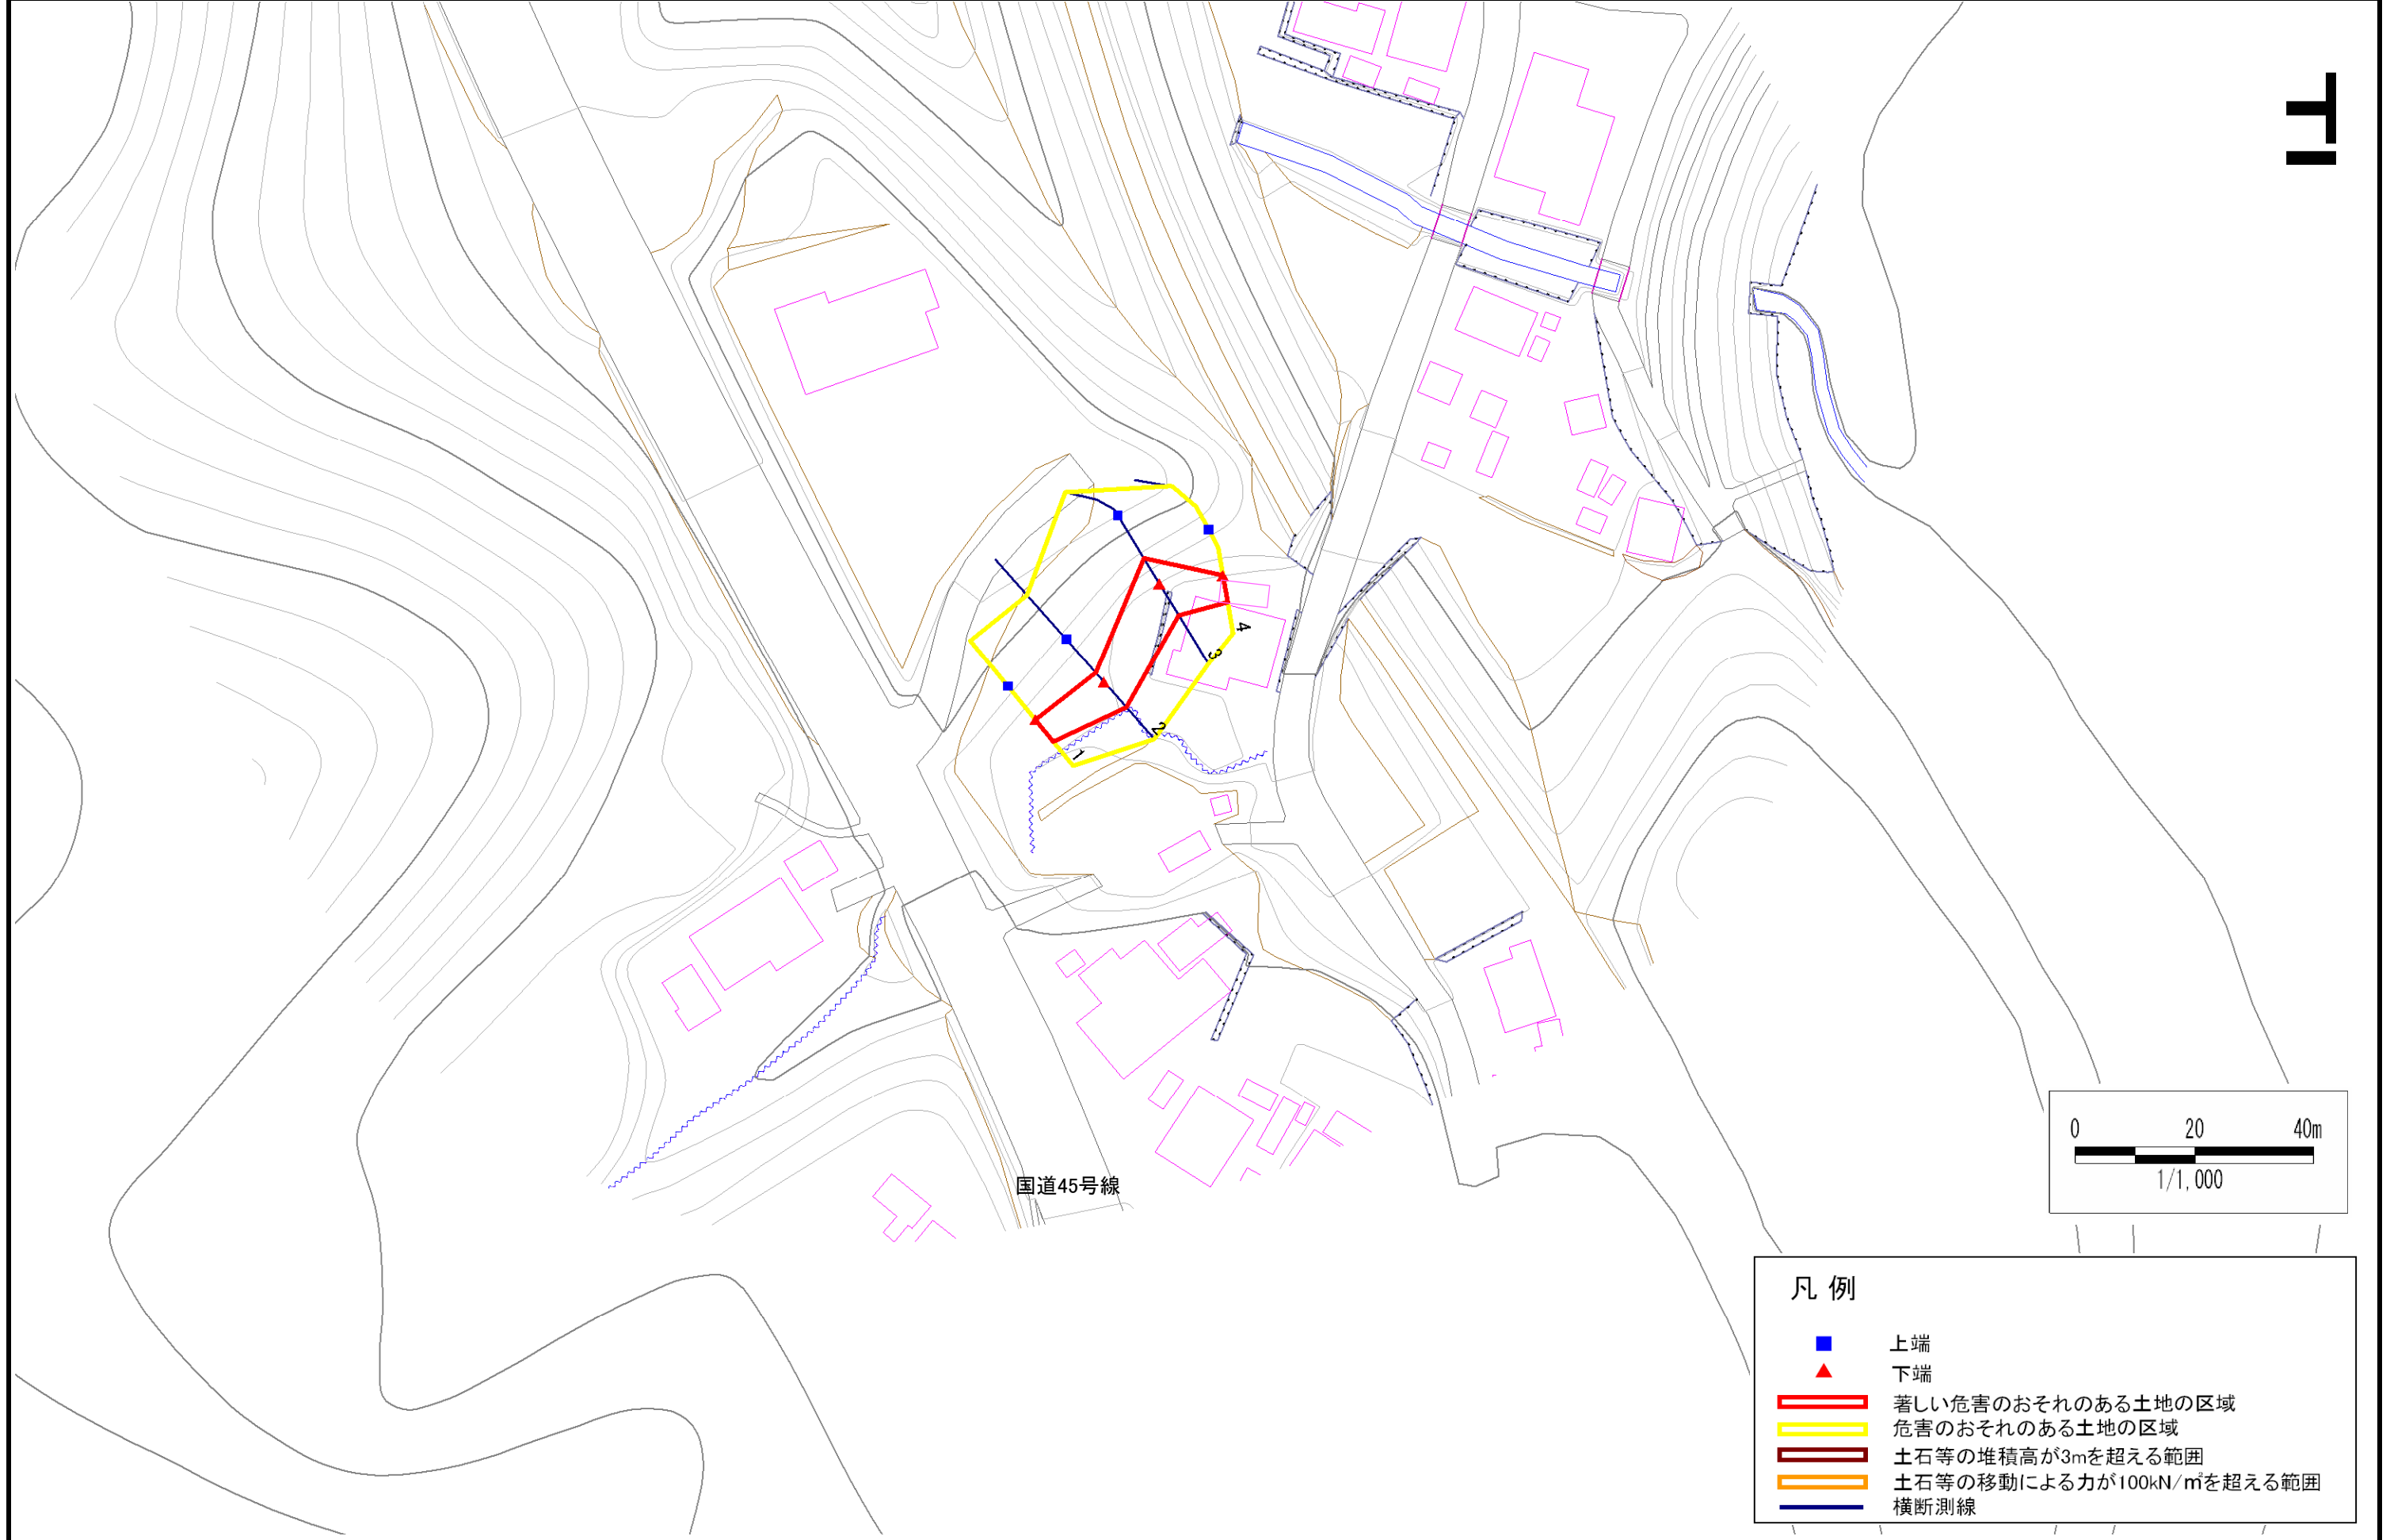 4
3
2
1
国道45号線
0 20 40m
1/1,000
凡 例
上端
下端
著しい危害のおそれのある土地の区域
危害のおそれのある土地の区域
土石等の堆積高が3mを超える範囲
土石等の移動による力が100kN/㎡を超える範囲
横断測線